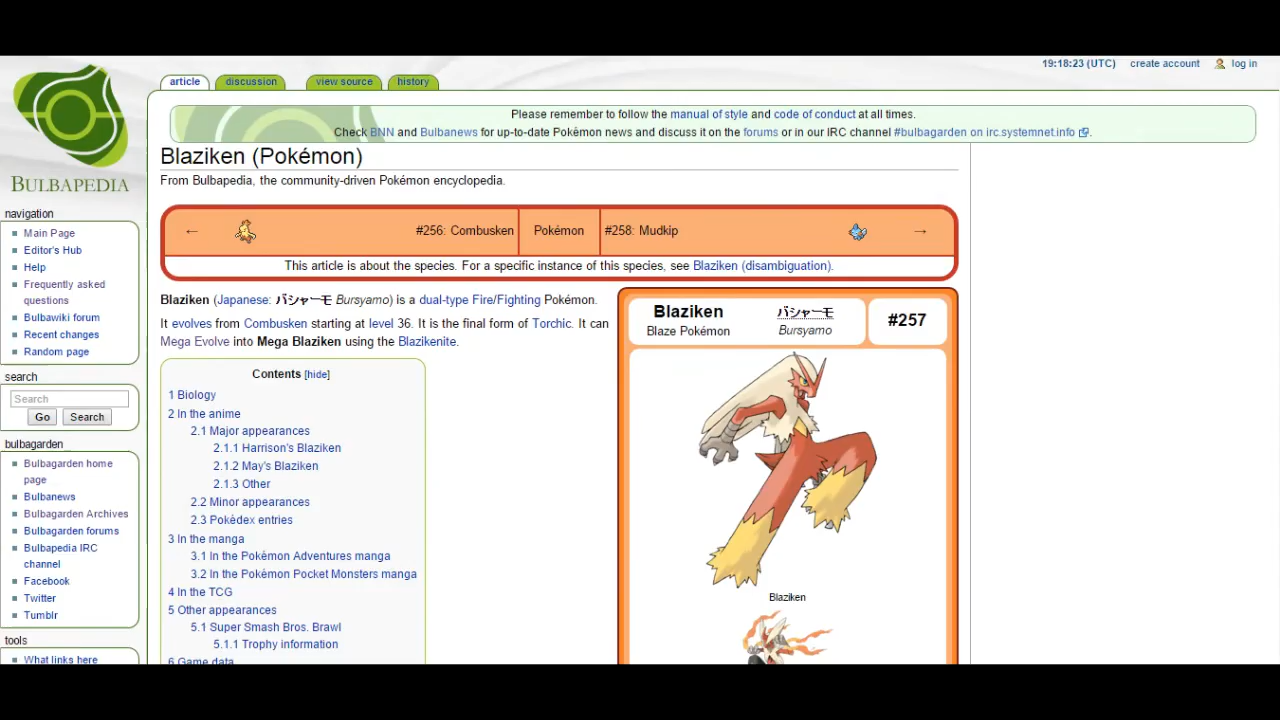 19:18:23 (UTC) create account log in
article discussion view source history
Please remember to follow the manual of style and code of conduct at all times.
Check BNN and Bulbanews for up-to-date Pokémon news and discuss it on the forums or in our IRC channel #bulbagarden on irc.systemnet.info.
BULBAPEDIA
navigation
Main Page
Editor's Hub
Help
Frequently asked
questions
Bulbawiki forum
Recent changes
Random page
search
Search
Go Search
bulbagarden
Bulbagarden home
page
Bulbanews
Bulbagarden Archives
Bulbagarden forums
Bulbapedia IRC
channel
Facebook
Twitter
Tumblr
tools
What links here
Blaziken (Pokémon)
From Bulbapedia, the community-driven Pokémon encyclopedia.
← #256: Combusken Pokémon #258: Mudkip →
This article is about the species. For a specific instance of this species, see Blaziken (disambiguation).
Blaziken (Japanese: バシャーモ Bursyamo) is a dual-type Fire/Fighting Pokémon.
It evolves from Combusken starting at level 36. It is the final form of Torchic. It can
Mega Evolve into Mega Blaziken using the Blazikenite.
Contents [hide]
1 Biology
2 In the anime
2.1 Major appearances
2.1.1 Harrison's Blaziken
2.1.2 May's Blaziken
2.1.3 Other
2.2 Minor appearances
2.3 Pokédex entries
3 In the manga
3.1 In the Pokémon Adventures manga
3.2 In the Pokémon Pocket Monsters manga
4 In the TCG
5 Other appearances
5.1 Super Smash Bros. Brawl
5.1.1 Trophy information
6 Game data
Blaziken バシャーモ #257
Blaze Pokémon Bursyamo
Blaziken